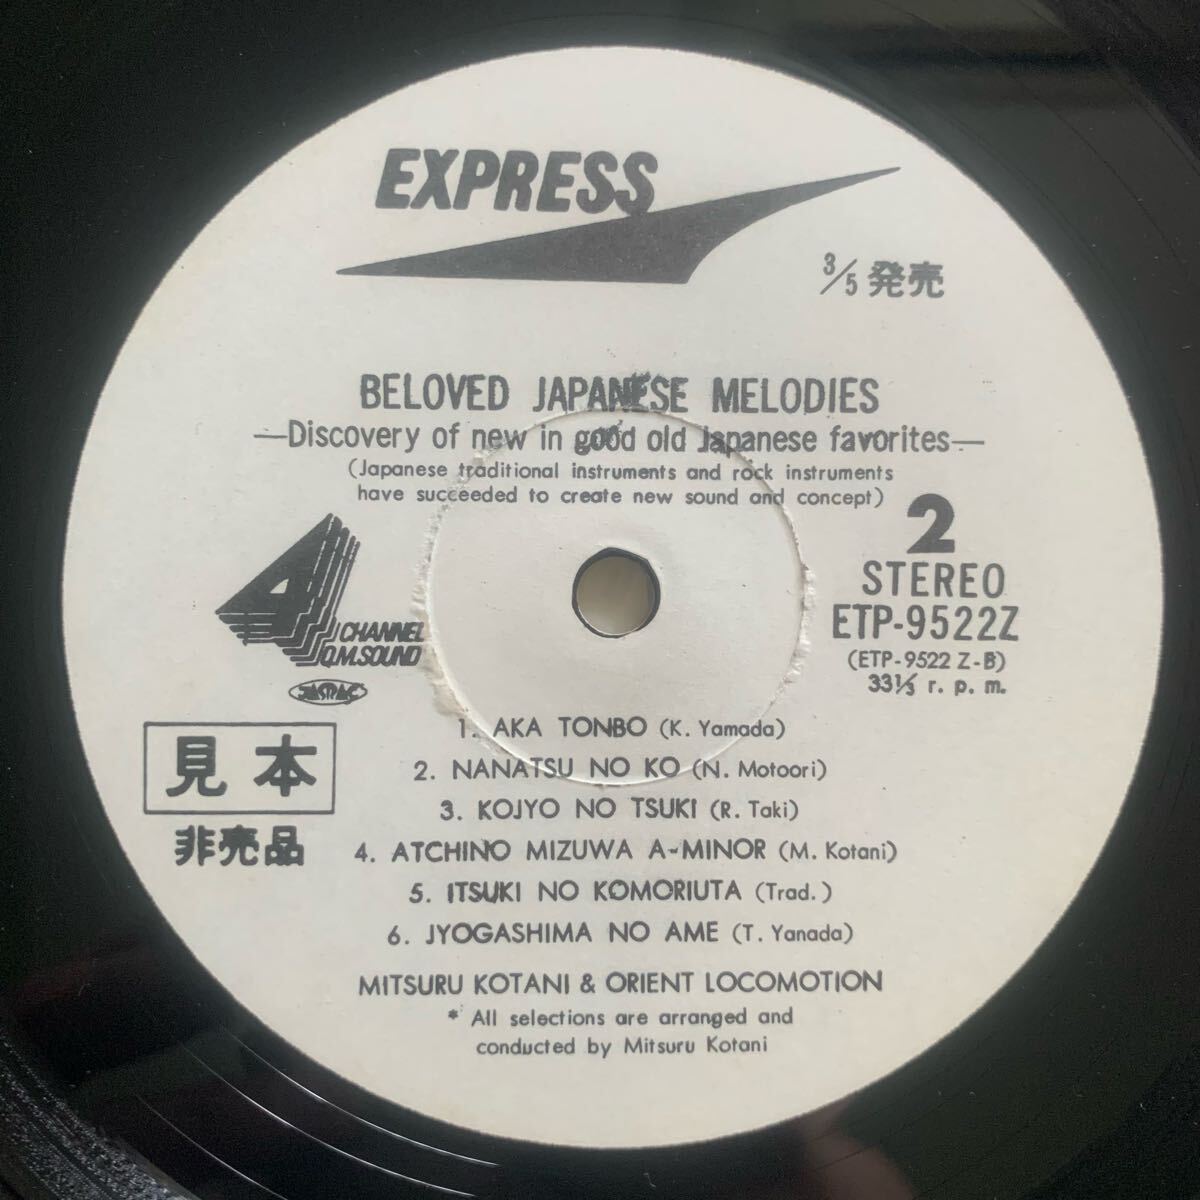 EXPRESS
3/5 発売
BELOVED JAPANESE MELODIES
—Discovery of new in good old Japanese favorites—
(Japanese traditional instruments and rock instruments
have succeeded to create new sound and concept)
2
STEREO
ETP-9522Z
(ETP-9522 Z-B)
33⅓ r. p. m.
4
CHANNEL
Q.M.SOUND
JASRAC
見本
非売品
1. AKA TONBO (K. Yamada)
2. NANATSU NO KO (N. Motoori)
3. KOJYO NO TSUKI (R. Taki)
4. ATCHINO MIZUWA A-MINOR (M. Kotani)
5. ITSUKI NO KOMORIUTA (Trad.)
6. JYOGASHIMA NO AME (T. Yanada)
MITSURU KOTANI & ORIENT LOCOMOTION
* All selections are arranged and
conducted by Mitsuru Kotani